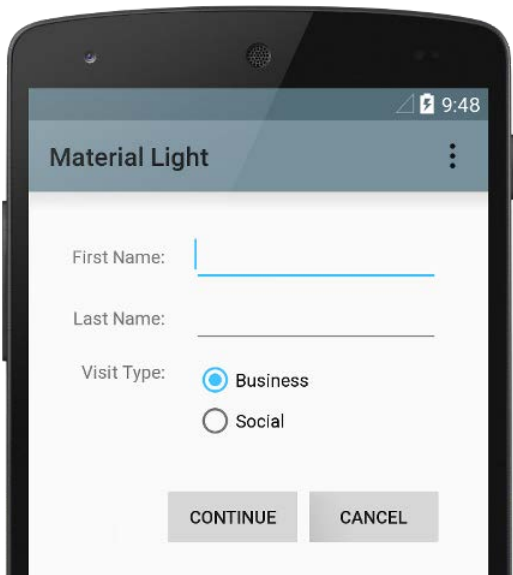 9:48
Material Light
First Name:
Last Name:
Visit Type:
Business
Social
CONTINUE CANCEL